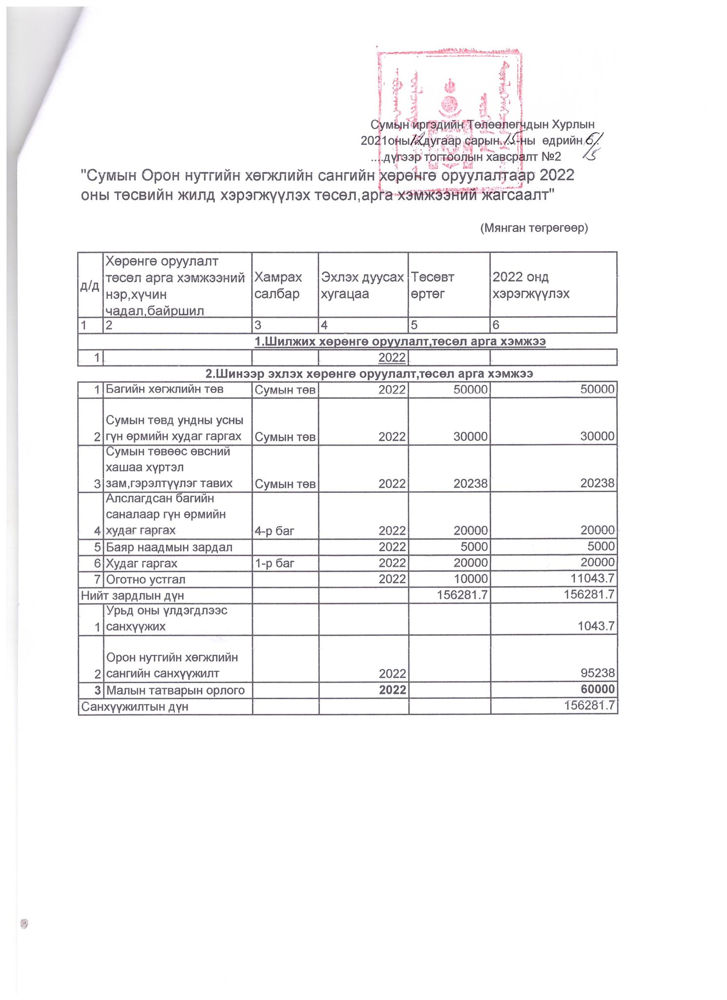 Сумын иргэдийн Төлөөлөгчдын Хурлын
2021оны 12 дугаар сарын 15-ны өдрийн 6/5
....дүгээр тогтоолын хавсралт №2
"Сумын Орон нутгийн хөгжлийн сангийн хөрөнгө оруулалтаар 2022
оны төсвийн жилд хэрэгжүүлэх төсөл,арга хэмжээний жагсаалт"
(Мянган төгрөгөөр)
д/д Хөрөнгө оруулалт төсөл арга хэмжээний нэр,хүчин чадал,байршил Хамрах салбар Эхлэх дуусах хугацаа Төсөвт өртөг 2022 онд хэрэгжүүлэх
1 2 3 4 5 6
1.Шилжих хөрөнгө оруулалт,төсөл арга хэмжээ
1 2022
2.Шинээр эхлэх хөрөнгө оруулалт,төсөл арга хэмжээ
1 Багийн хөгжлийн төв Сумын төв 2022 50000 50000
Сумын төвд ундны усны
2 гүн өрмийн худаг гаргах Сумын төв 2022 30000 30000
Сумын төвөөс өвсний
хашаа хүртэл
3 зам,гэрэлтүүлэг тавих Сумын төв 2022 20238 20238
Алслагдсан багийн
саналаар гүн өрмийн
4 худаг гаргах 4-р баг 2022 20000 20000
5 Баяр наадмын зардал 2022 5000 5000
6 Худаг гаргах 1-р баг 2022 20000 20000
7 Оготно устгал 2022 10000 11043.7
Нийт зардлын дүн 156281.7 156281.7
Урьд оны үлдэгдлээс
1 санхүүжих 1043.7
Орон нутгийн хөгжлийн
2 сангийн санхүүжилт 2022 95238
3 Малын татварын орлого 2022 60000
Санхүүжилтын дүн 156281.7